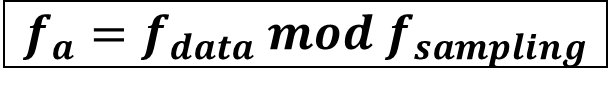 f_a = f_data mod f_sampling